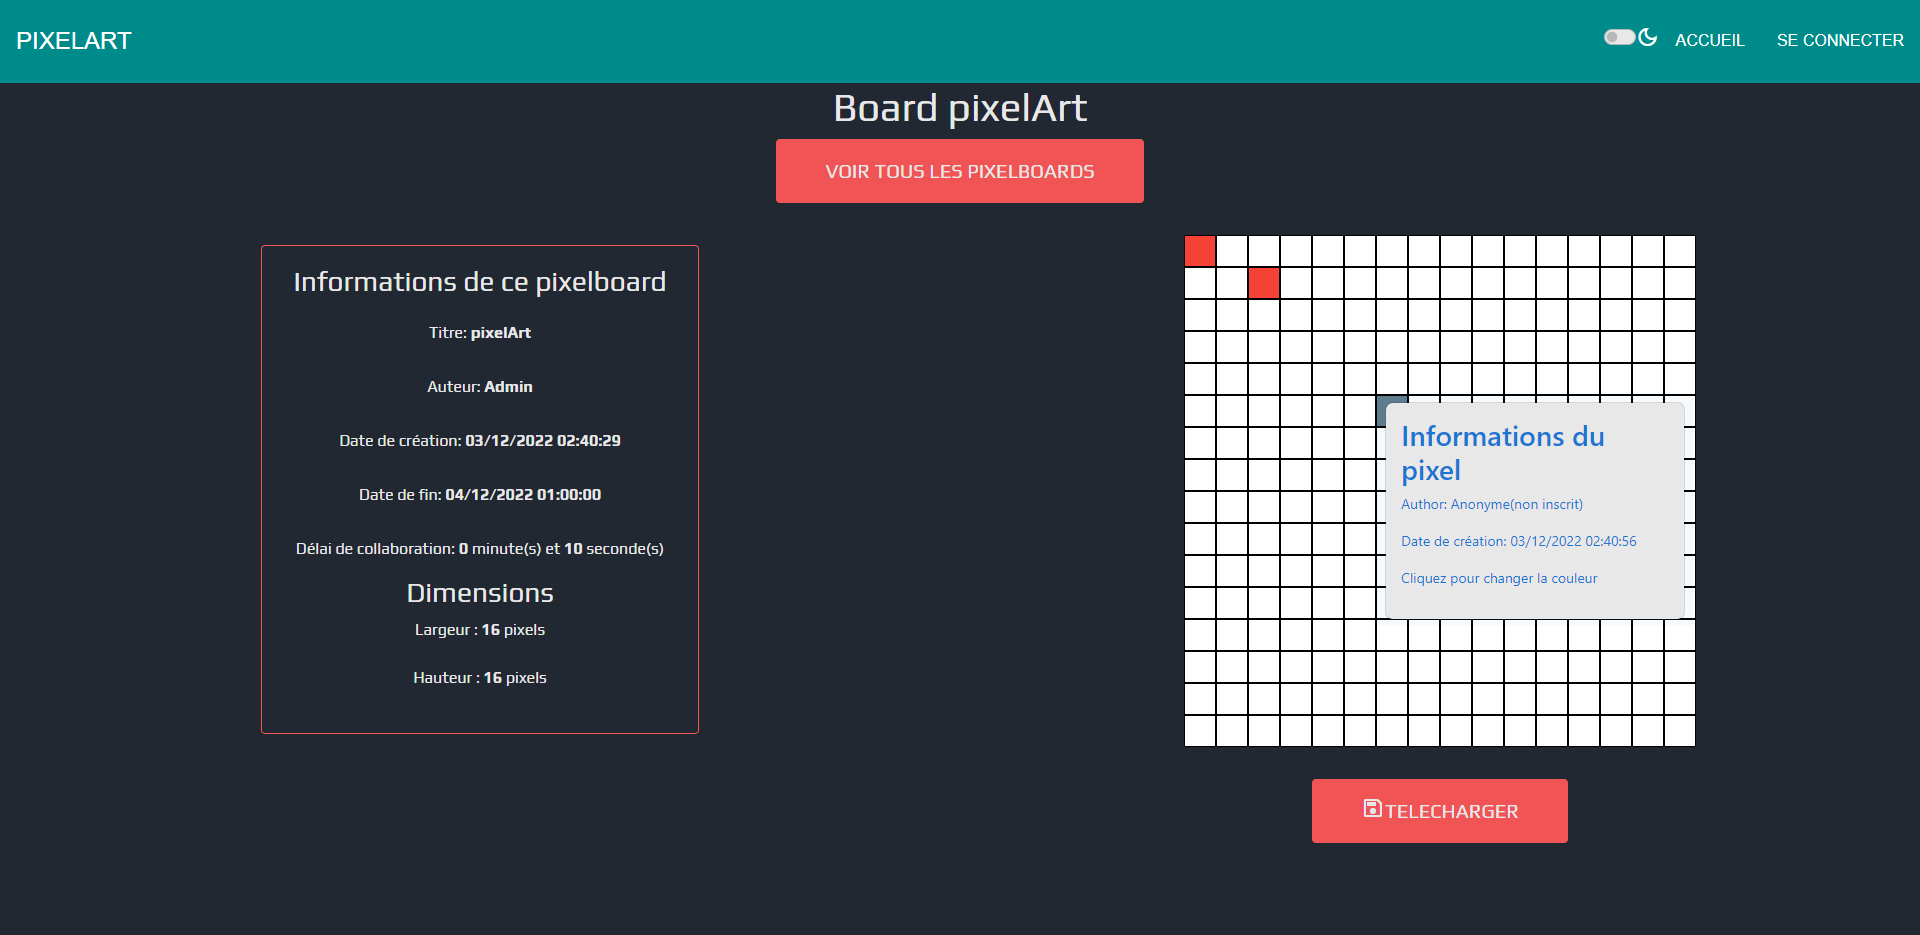 PIXELART
ACCUEIL
SE CONNECTER
Board pixelArt
VOIR TOUS LES PIXELBOARDS
Informations de ce pixelboard
Titre: pixelArt
Auteur: Admin
Date de création: 03/12/2022 02:40:29
Date de fin: 04/12/2022 01:00:00
Délai de collaboration: 0 minute(s) et 10 seconde(s)
Dimensions
Largeur : 16 pixels
Hauteur : 16 pixels
Informations du
pixel
Author: Anonyme(non inscrit)
Date de création: 03/12/2022 02:40:56
Cliquez pour changer la couleur
TELECHARGER